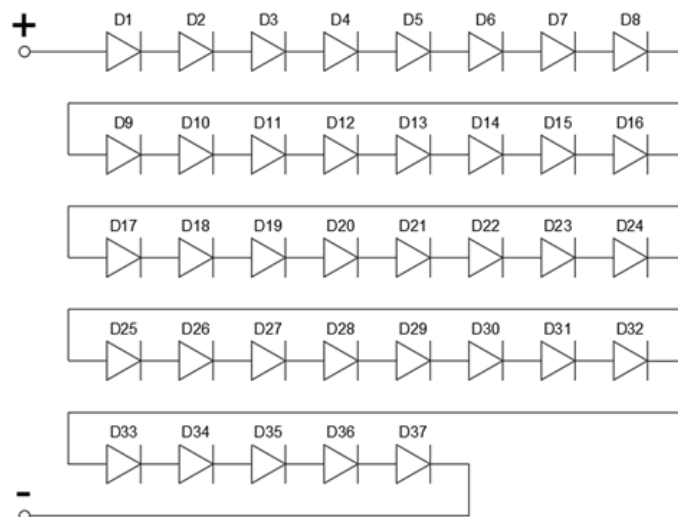 + D1 D2 D3 D4 D5 D6 D7 D8
D9 D10 D11 D12 D13 D14 D15 D16
D17 D18 D19 D20 D21 D22 D23 D24
D25 D26 D27 D28 D29 D30 D31 D32
D33 D34 D35 D36 D37
-